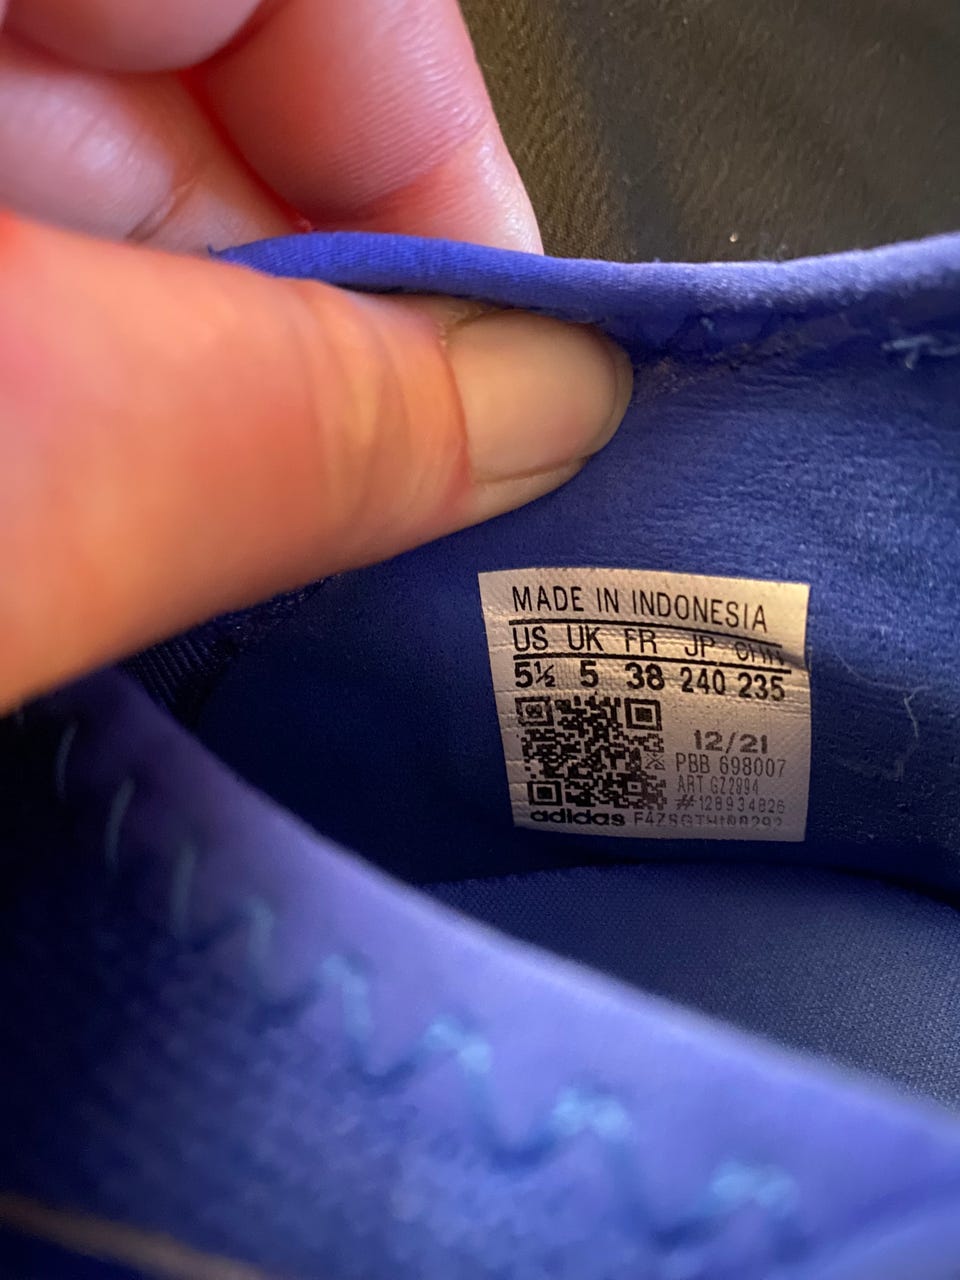 MADE IN INDONESIA
US UK FR JP CHN
5½ 5 38 240 235
12/21
PBB 698007
ART GZ2894
#128934826
adidas